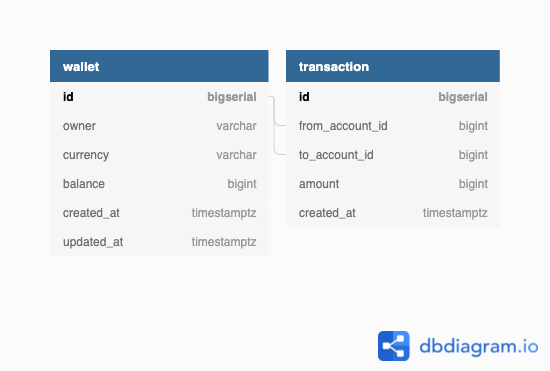 wallet
id bigserial
owner varchar
currency varchar
balance bigint
created_at timestamptz
updated_at timestamptz
transaction
id bigserial
from_account_id bigint
to_account_id bigint
amount bigint
created_at timestamptz
dbdiagram.io